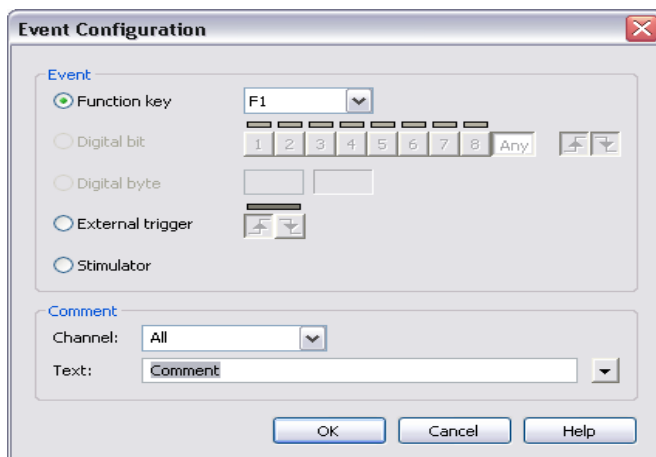 Event Configuration
Event
Function key F1
Digital bit 1 2 3 4 5 6 7 8 Any
Digital byte
External trigger
Stimulator
Comment
Channel: All
Text: Comment
OK Cancel Help